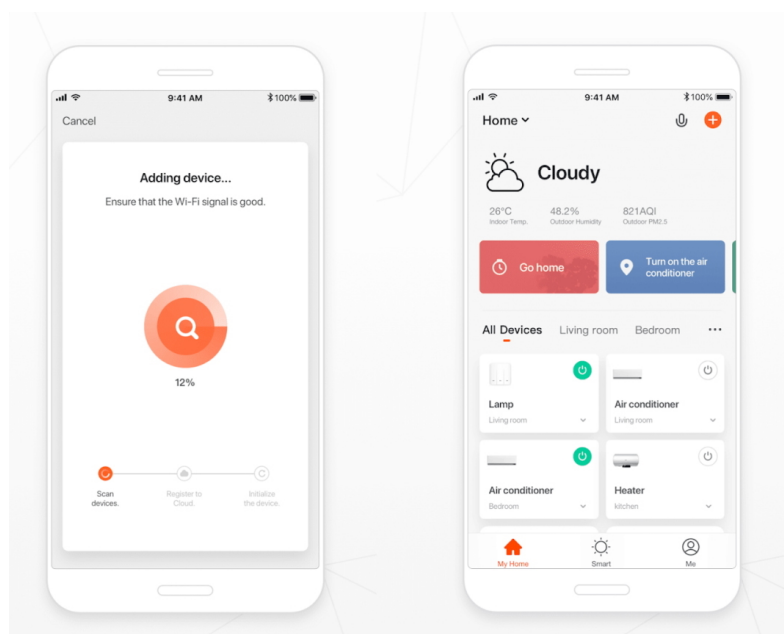 9:41 AM
100%
Cancel
Adding device...
Ensure that the Wi-Fi signal is good.
12%
Scan devices.
Register to Cloud.
Initialize the device.
9:41 AM
100%
Home
Cloudy
26°C
48.2%
821AQI
Indoor Temp.
Outdoor Humidity
Outdoor PM2.5
Go home
Turn on the air
conditioner
All Devices
Living room
Bedroom
Lamp
Living room
Air conditioner
Living room
Air conditioner
Bedroom
Heater
kitchen
My Home
Smart
Me